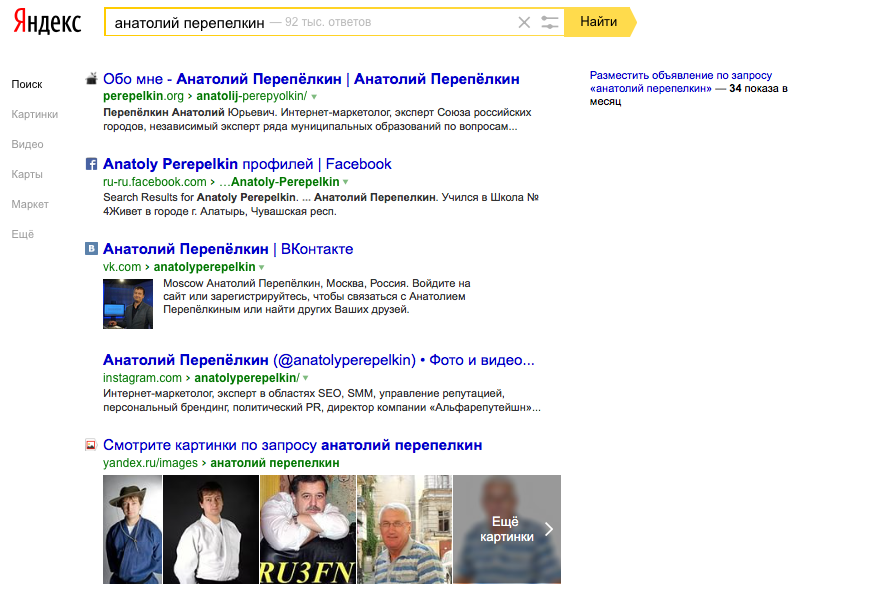 Яндекс
анатолий перепелкин — 92 тыс. ответов
Найти
Поиск
Картинки
Видео
Карты
Маркет
Ещё
Обо мне - Анатолий Перепёлкин | Анатолий Перепёлкин
perepelkin.org › anatolij-perepyolkin/
Перепёлкин Анатолий Юрьевич. Интернет-маркетолог, эксперт Союза российских
городов, независимый эксперт ряда муниципальных образований по вопросам...
Anatoly Perepelkin профилей | Facebook
ru-ru.facebook.com › …Anatoly-Perepelkin
Search Results for Anatoly Perepelkin. ... Анатолий Перепелкин. Учился в Школа №
4Живет в городе г. Алатырь, Чувашская респ.
В
Анатолий Перепёлкин | ВКонтакте
vk.com › anatolyperepelkin
Moscow Анатолий Перепёлкин, Москва, Россия. Войдите на
сайт или зарегистрируйтесь, чтобы связаться с Анатолием
Перепёлкиным или найти других Ваших друзей.
Анатолий Перепёлкин (@anatolyperepelkin) • Фото и видео...
instagram.com › anatolyperepelkin/
Интернет-маркетолог, эксперт в областях SEO, SMM, управление репутацией,
персональный брендинг, политический PR, директор компании «Альфарепутейшн»...
Смотрите картинки по запросу анатолий перепелкин
yandex.ru/images › анатолий перепелкин
RU3FN
Ещё
картинки
Разместить объявление по запросу
«анатолий перепелкин» — 34 показа в
месяц